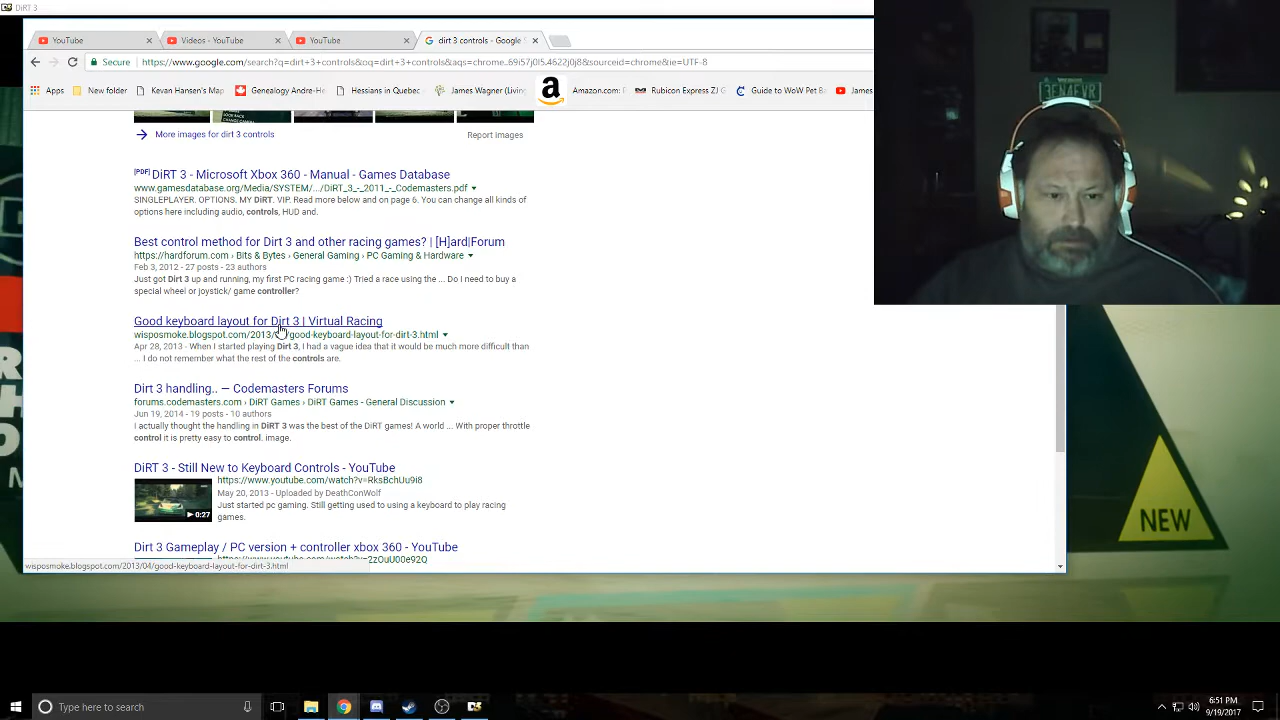 DiRT 3
YouTube
Videos - YouTube
YouTube
dirt 3 controls - Google S
Secure
https://www.google.com/search?q=dirt+3+controls&oq=dirt+3+controls&aqs=chrome..69i57j0l5.4622j0j8&sourceid=chrome&ie=UTF-8
Apps
New folder
Kevan Hansen's Map
Genealogy Andre-He
Hessians in Quebec
James Wagner (Living
Amazon.com:
Rubicon Express ZJ G
Guide to WoW Pet Ba
James
3EN4EVR
More images for dirt 3 controls
Report images
[PDF] DiRT 3 - Microsoft Xbox 360 - Manual - Games Database
www.gamesdatabase.org/Media/SYSTEM/.../DiRT_3_-_2011_-_Codemasters.pdf
SINGLEPLAYER. OPTIONS. MY DiRT. VIP. Read more below and on page 6. You can change all kinds of
options here including audio, controls, HUD and.
Best control method for Dirt 3 and other racing games? | [H]ard|Forum
https://hardforum.com › Bits & Bytes › General Gaming › PC Gaming & Hardware
Feb 3, 2012 - 27 posts - 23 authors
Just got Dirt 3 up and running, my first PC racing game :) Tried a race using the ... Do I need to buy a
special wheel or joystick/ game controller?
Good keyboard layout for Dirt 3 | Virtual Racing
wisposmoke.blogspot.com/2013/04/good-keyboard-layout-for-dirt-3.html
Apr 28, 2013 - When I started playing Dirt 3, I had a vague idea that it would be much more difficult than
... I do not remember what the rest of the controls are.
Dirt 3 handling.. — Codemasters Forums
forums.codemasters.com › DiRT Games › DiRT Games - General Discussion
Jun 19, 2014 - 19 posts - 10 authors
I actually thought the handling in DiRT 3 was the best of the DiRT games! A world ... With proper throttle
control it is pretty easy to control. image.
DiRT 3 - Still New to Keyboard Controls - YouTube
https://www.youtube.com/watch?v=RksBchUu9i8
May 20, 2013 - Uploaded by DeathConWolf
Just started pc gaming. Still getting used to using a keyboard to play racing
games.
0:27
Dirt 3 Gameplay / PC version + controller xbox 360 - YouTube
https://www.youtube.com/watch?v=2zOuU00e92Q
wisposmoke.blogspot.com/2013/04/good-keyboard-layout-for-dirt-3.html
NEW
Type here to search
6:51 PM
9/19/2017